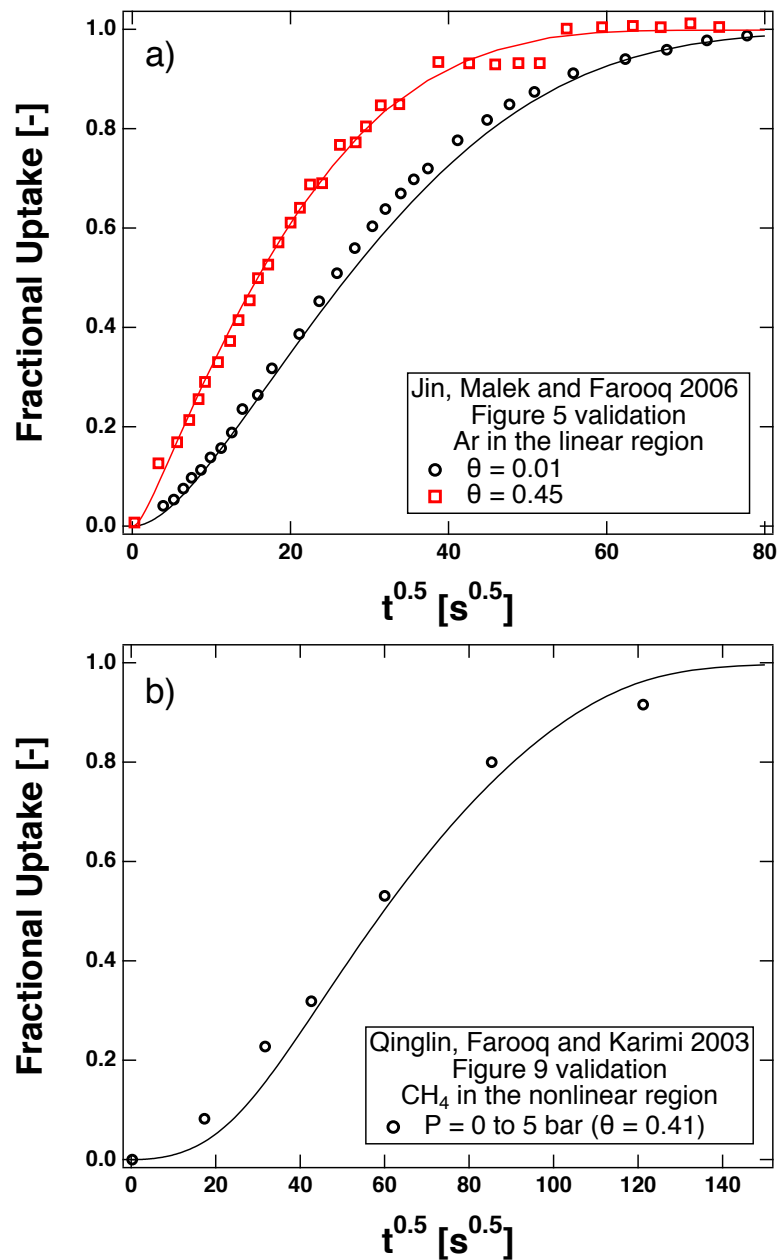 a)
1.0
0.8
0.6
0.4
0.2
0.0
Fractional Uptake [-]
Jin, Malek and Farooq 2006
Figure 5 validation
Ar in the linear region
θ = 0.01
θ = 0.45
0 20 40 60 80
t^0.5 [s^0.5]
b)
1.0
0.8
0.6
0.4
0.2
0.0
Fractional Uptake [-]
Qinglin, Farooq and Karimi 2003
Figure 9 validation
CH₄ in the nonlinear region
P = 0 to 5 bar (θ = 0.41)
0 20 40 60 80 100 120 140
t^0.5 [s^0.5]